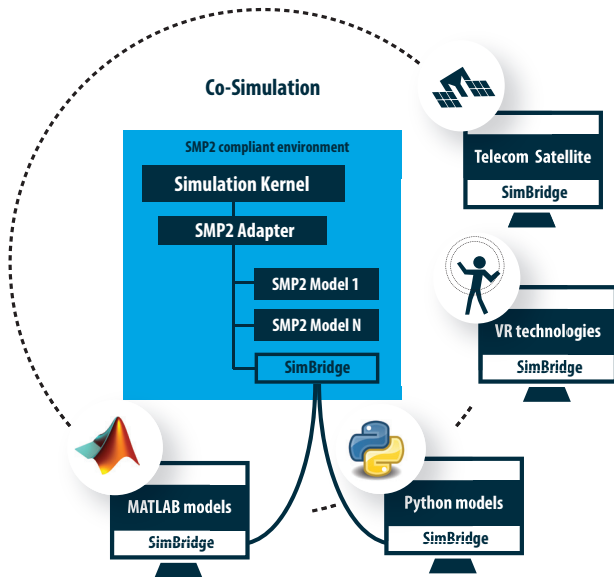 Co-Simulation
SMP2 compliant environment
Simulation Kernel
SMP2 Adapter
SMP2 Model 1
SMP2 Model N
SimBridge
Telecom Satellite
SimBridge
VR technologies
SimBridge
MATLAB models
SimBridge
Python models
SimBridge